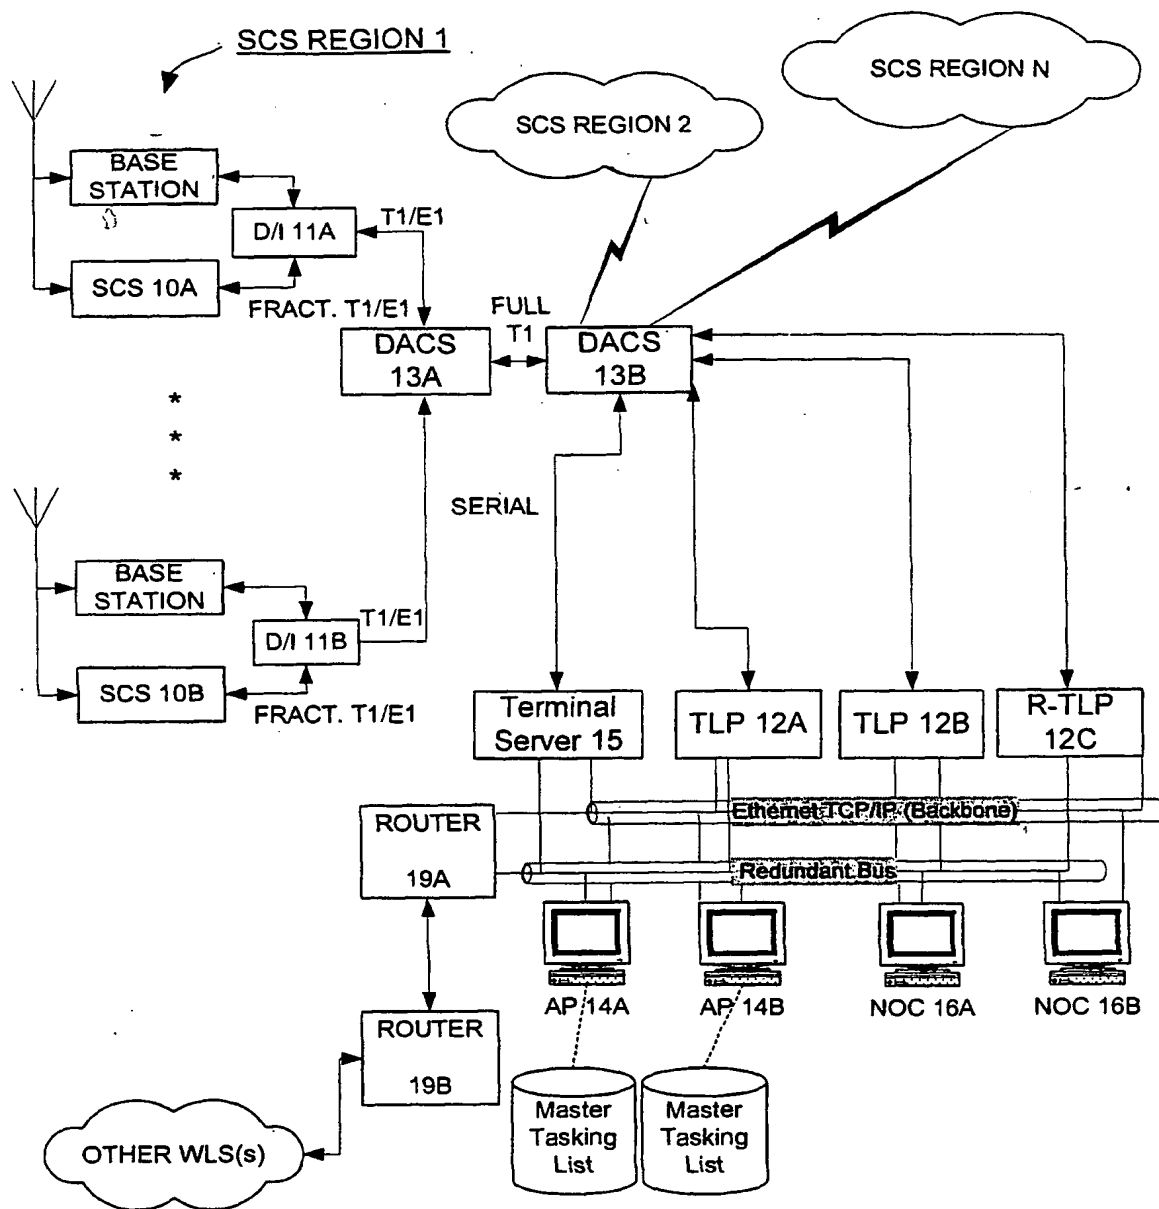 SCS REGION 1
SCS REGION N
SCS REGION 2
BASE
STATION
D/I 11A
T1/E1
SCS 10A
FRACT. T1/E1
FULL
T1
DACS
13A
DACS
13B
*
*
*
SERIAL
BASE
STATION
D/I 11B
T1/E1
SCS 10B
FRACT. T1/E1
Terminal
Server 15
TLP 12A
TLP 12B
R-TLP
12C
Ethernet TCP/IP (Backbone)
ROUTER
19A
Redundant Bus
AP 14A
AP 14B
NOC 16A
NOC 16B
ROUTER
19B
Master
Tasking
List
Master
Tasking
List
OTHER WLS(s)